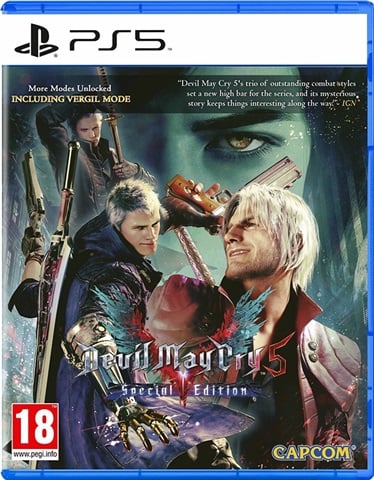 PS5
More Modes Unlocked
INCLUDING VERGIL MODE
"Devil May Cry 5's trio of outstanding combat styles
set a new high bar for the series, and its mysterious
story keeps things interesting along the way." - IGN
Devil May Cry 5
Special Edition
18
www.pegi.info
CAPCOM